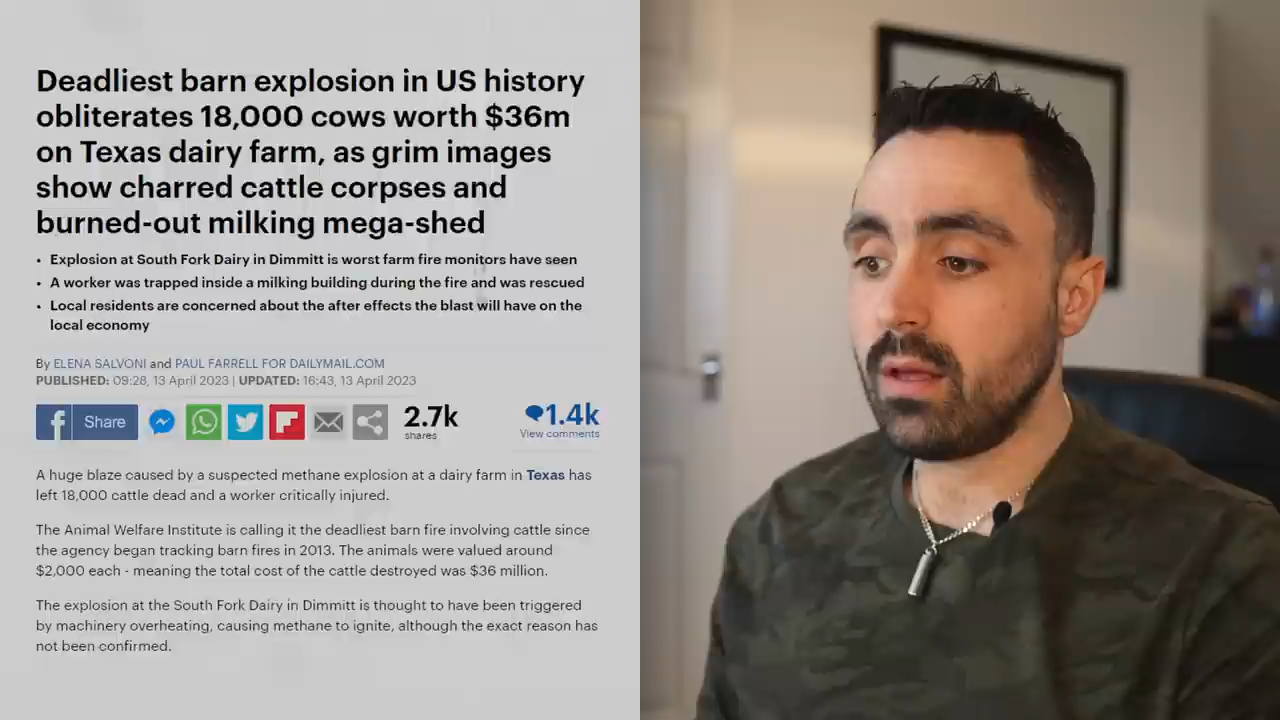 Deadliest barn explosion in US history
obliterates 18,000 cows worth $36m
on Texas dairy farm, as grim images
show charred cattle corpses and
burned-out milking mega-shed
• Explosion at South Fork Dairy in Dimmitt is worst farm fire monitors have seen
• A worker was trapped inside a milking building during the fire and was rescued
• Local residents are concerned about the after effects the blast will have on the
local economy
By ELENA SALVONI and PAUL FARRELL FOR DAILYMAIL.COM
PUBLISHED: 09:28, 13 April 2023 | UPDATED: 16:43, 13 April 2023
Share
2.7k
shares
1.4k
View comments
A huge blaze caused by a suspected methane explosion at a dairy farm in Texas has
left 18,000 cattle dead and a worker critically injured.
The Animal Welfare Institute is calling it the deadliest barn fire involving cattle since
the agency began tracking barn fires in 2013. The animals were valued around
$2,000 each - meaning the total cost of the cattle destroyed was $36 million.
The explosion at the South Fork Dairy in Dimmitt is thought to have been triggered
by machinery overheating, causing methane to ignite, although the exact reason has
not been confirmed.